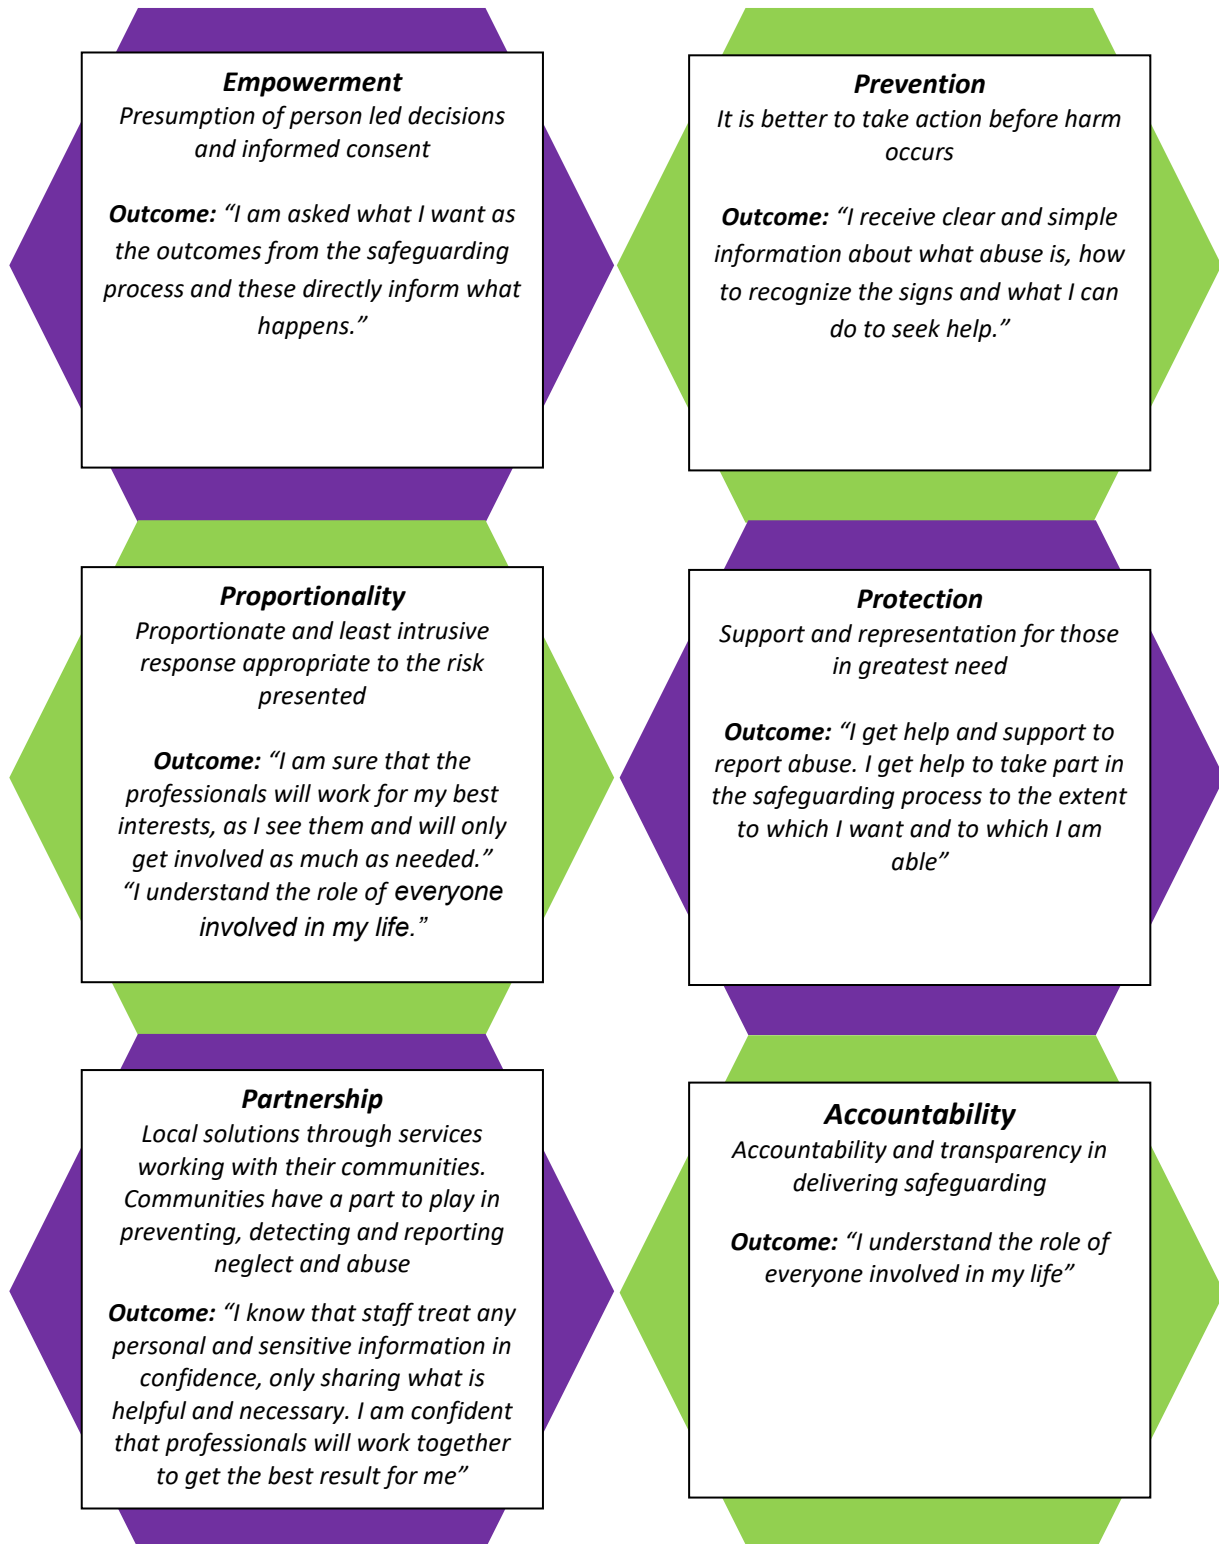 Empowerment
Presumption of person led decisions
and informed consent
Outcome: “I am asked what I want as
the outcomes from the safeguarding
process and these directly inform what
happens.”
Prevention
It is better to take action before harm
occurs
Outcome: “I receive clear and simple
information about what abuse is, how
to recognize the signs and what I can
do to seek help.”
Proportionality
Proportionate and least intrusive
response appropriate to the risk
presented
Outcome: “I am sure that the
professionals will work for my best
interests, as I see them and will only
get involved as much as needed.”
“I understand the role of everyone
involved in my life.”
Protection
Support and representation for those
in greatest need
Outcome: “I get help and support to
report abuse. I get help to take part in
the safeguarding process to the extent
to which I want and to which I am
able”
Partnership
Local solutions through services
working with their communities.
Communities have a part to play in
preventing, detecting and reporting
neglect and abuse
Outcome: “I know that staff treat any
personal and sensitive information in
confidence, only sharing what is
helpful and necessary. I am confident
that professionals will work together
to get the best result for me”
Accountability
Accountability and transparency in
delivering safeguarding
Outcome: “I understand the role of
everyone involved in my life”